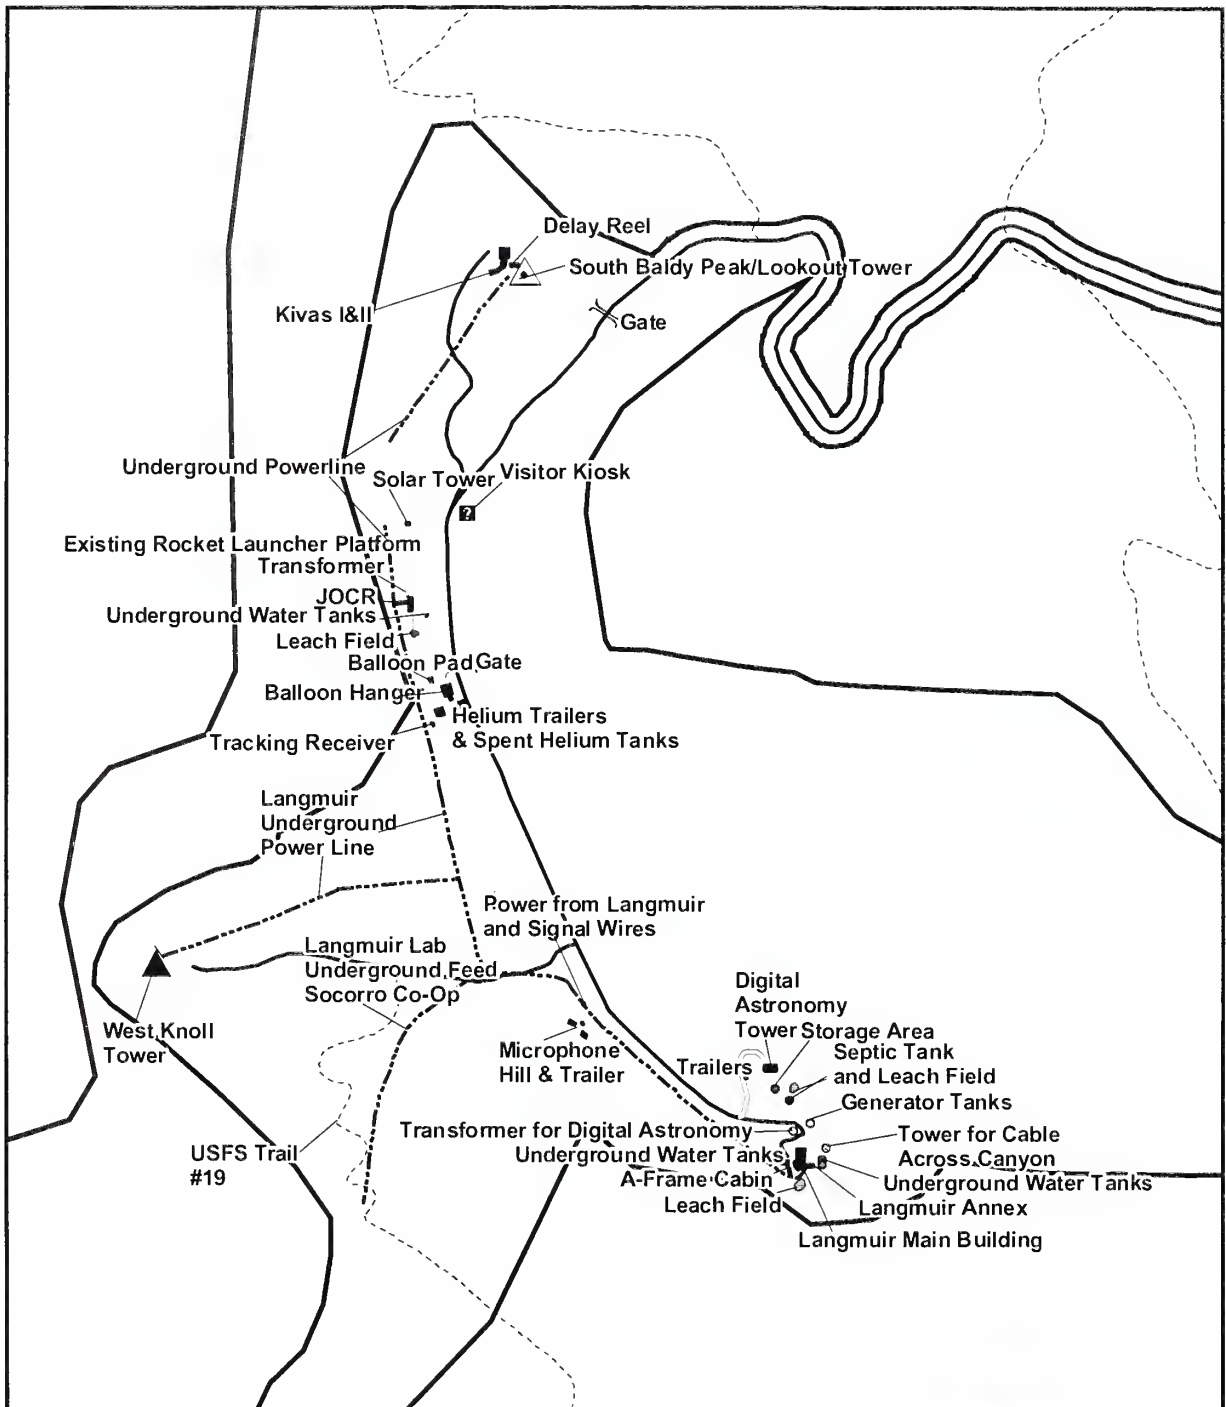 Delay Reel
South Baldy Peak/Lookout Tower
Kivas I&II
Gate
Underground Powerline
Solar Tower
Visitor Kiosk
?
Existing Rocket Launcher Platform
Transformer
JOCR
Underground Water Tanks
Leach Field
Balloon Pad
Gate
Balloon Hanger
Helium Trailers
& Spent Helium Tanks
Tracking Receiver
Langmuir
Underground
Power Line
Power from Langmuir
and Signal Wires
Langmuir Lab
Underground Feed
Socorro Co-Op
West Knoll
Tower
Digital
Astronomy
Tower
Storage Area
Microphone
Hill & Trailer
Trailers
Septic Tank
and Leach Field
Generator Tanks
Transformer for Digital Astronomy
Underground Water Tanks
A-Frame Cabin
Leach Field
Tower for Cable
Across Canyon
Underground Water Tanks
Langmuir Annex
Langmuir Main Building
USFS Trail
#19